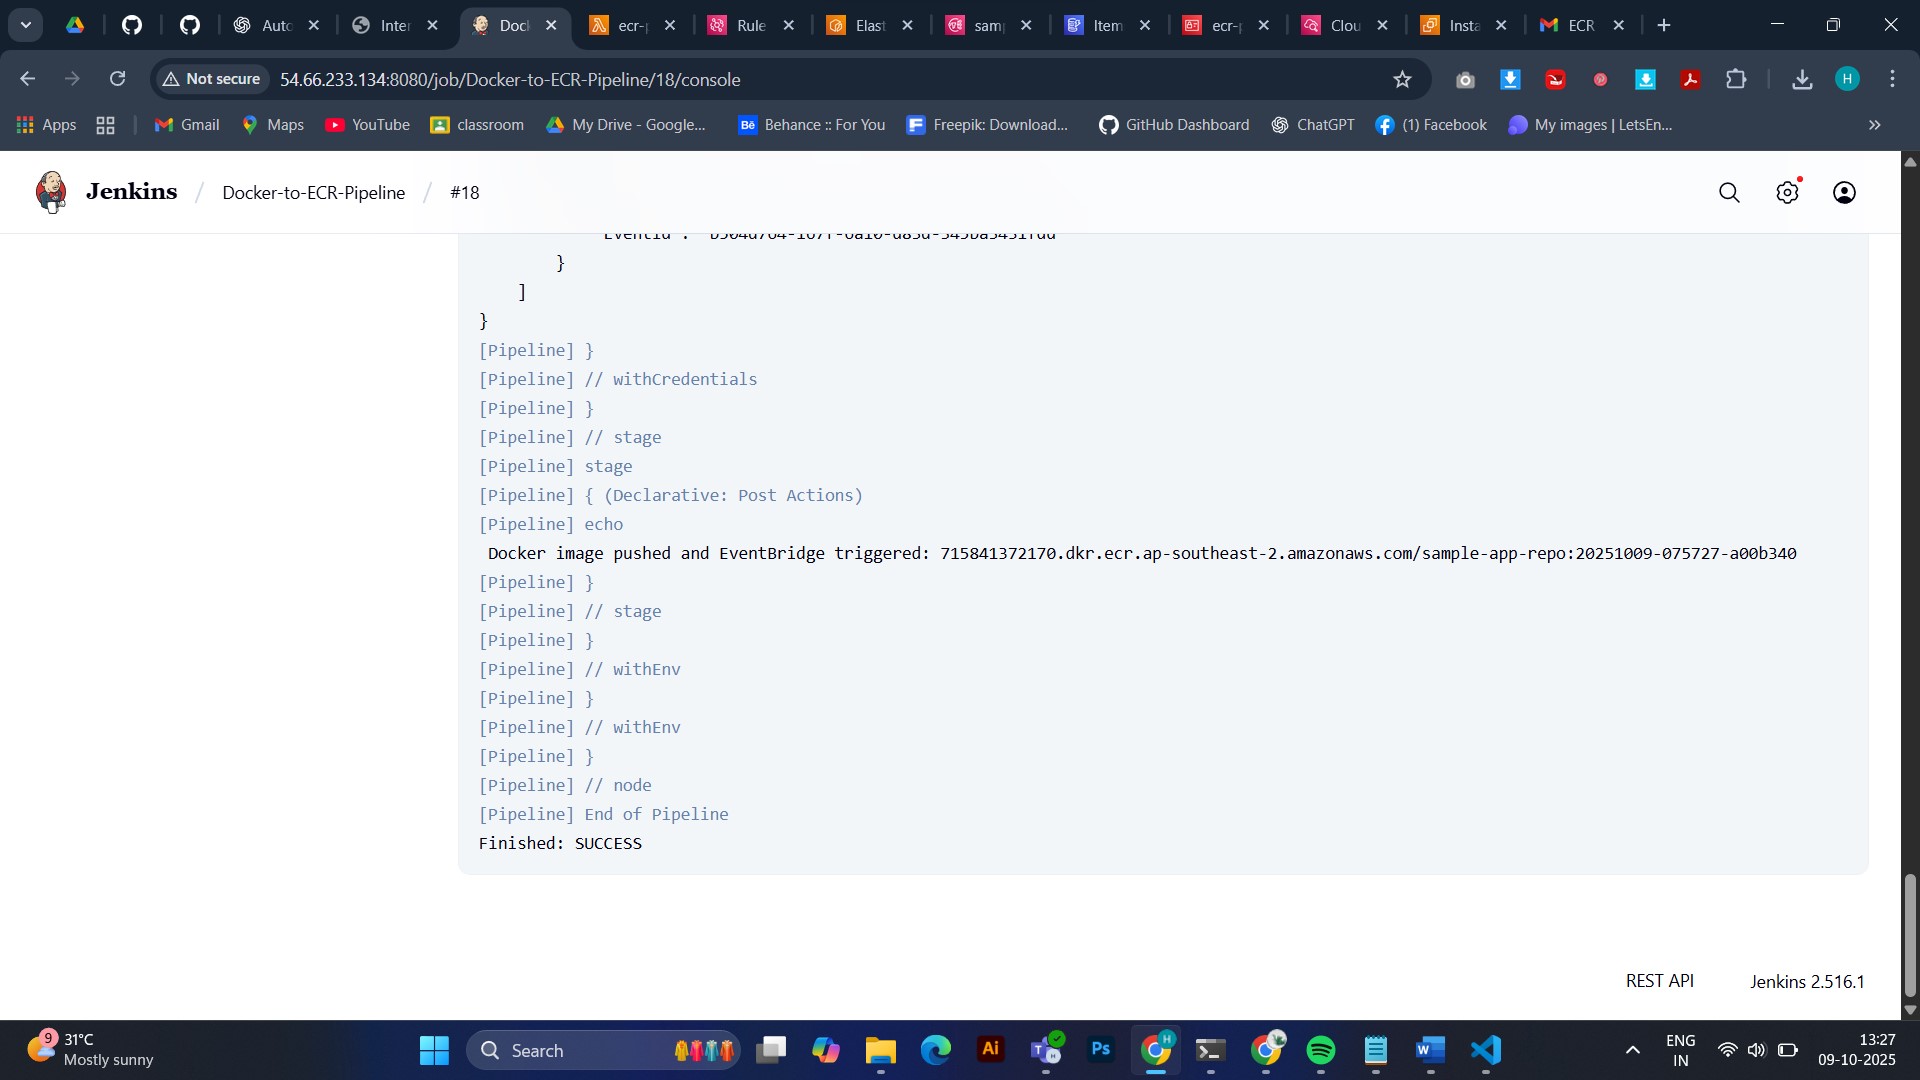 Auto
Inter
Dock
ecr-p
Rule
Elast
sam
Item
ecr-p
Clou
Insta
ECR
Not secure
54.66.233.134:8080/job/Docker-to-ECR-Pipeline/18/console
H
Apps
Gmail
Maps
YouTube
classroom
My Drive - Google...
Bē
Behance :: For You
Freepik: Download...
GitHub Dashboard
ChatGPT
(1) Facebook
My images | LetsEn...
»
Jenkins / Docker-to-ECR-Pipeline / #18
}
]
}
[Pipeline] }
[Pipeline] // withCredentials
[Pipeline] }
[Pipeline] // stage
[Pipeline] stage
[Pipeline] { (Declarative: Post Actions)
[Pipeline] echo
Docker image pushed and EventBridge triggered: 715841372170.dkr.ecr.ap-southeast-2.amazonaws.com/sample-app-repo:20251009-075727-a00b340
[Pipeline] }
[Pipeline] // stage
[Pipeline] }
[Pipeline] // withEnv
[Pipeline] }
[Pipeline] // withEnv
[Pipeline] }
[Pipeline] // node
[Pipeline] End of Pipeline
Finished: SUCCESS
REST API
Jenkins 2.516.1
9
31°C
Mostly sunny
Search
Ai
Ps
ENG
IN
13:27
09-10-2025